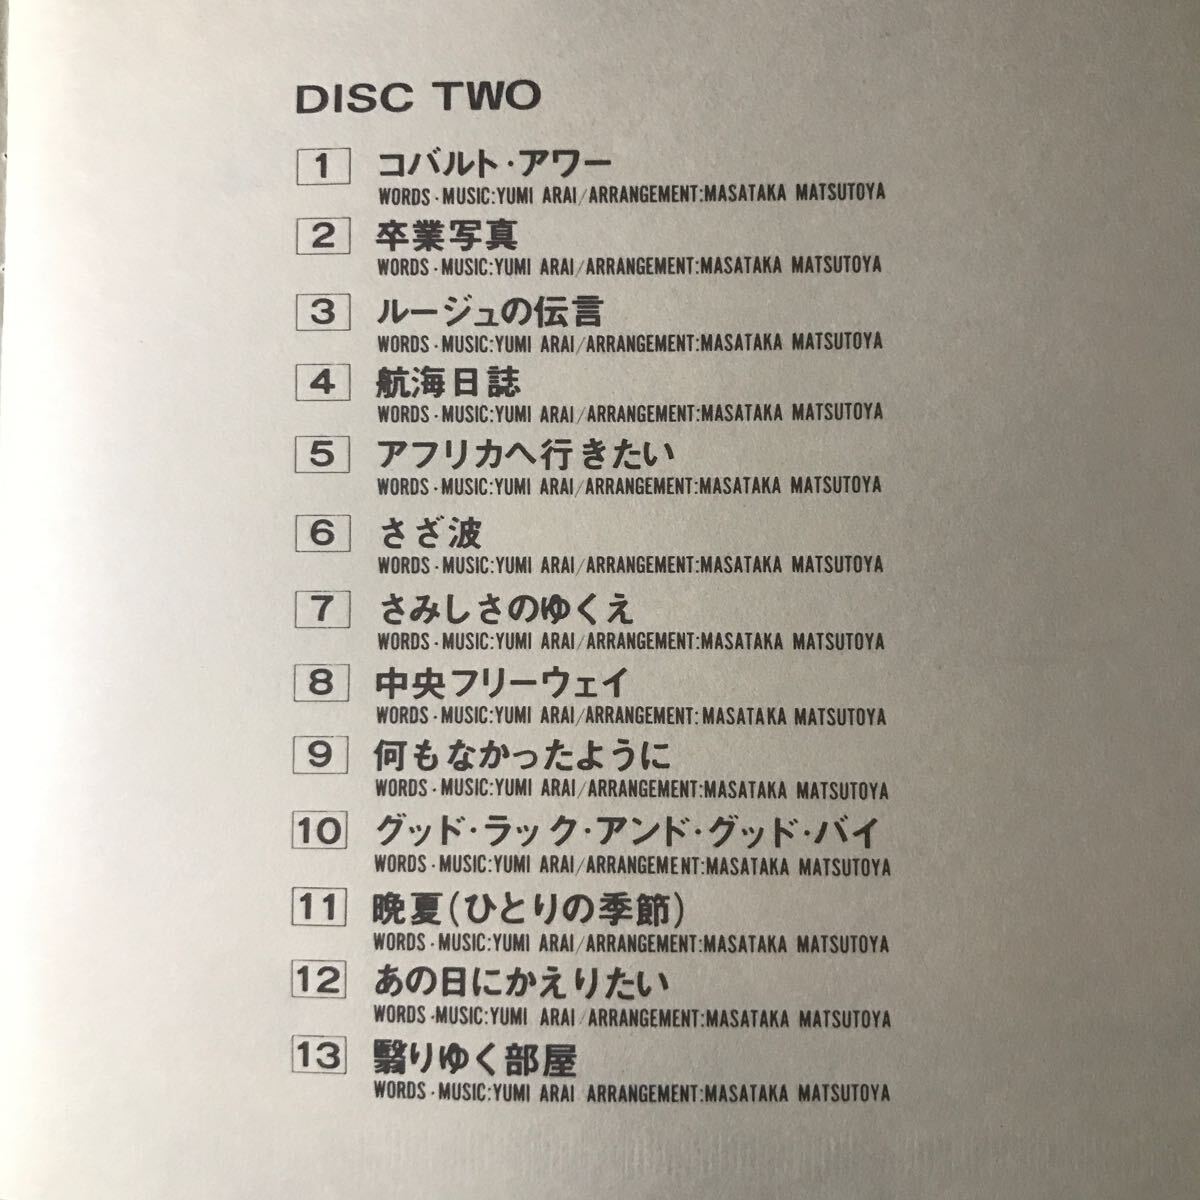 DISC TWO
1 コバルト・アワー
WORDS・MUSIC:YUMI ARAI/ARRANGEMENT:MASATAKA MATSUTOYA
2 卒業写真
WORDS・MUSIC:YUMI ARAI/ARRANGEMENT:MASATAKA MATSUTOYA
3 ルージュの伝言
WORDS・MUSIC:YUMI ARAI/ARRANGEMENT:MASATAKA MATSUTOYA
4 航海日誌
WORDS・MUSIC:YUMI ARAI/ARRANGEMENT:MASATAKA MATSUTOYA
5 アフリカへ行きたい
WORDS・MUSIC:YUMI ARAI/ARRANGEMENT:MASATAKA MATSUTOYA
6 さざ波
WORDS・MUSIC:YUMI ARAI/ARRANGEMENT:MASATAKA MATSUTOYA
7 さみしさのゆくえ
WORDS・MUSIC:YUMI ARAI/ARRANGEMENT:MASATAKA MATSUTOYA
8 中央フリーウェイ
WORDS・MUSIC:YUMI ARAI/ARRANGEMENT:MASATAKA MATSUTOYA
9 何もなかったように
WORDS・MUSIC:YUMI ARAI/ARRANGEMENT:MASATAKA MATSUTOYA
10 グッド・ラック・アンド・グッド・バイ
WORDS・MUSIC:YUMI ARAI/ARRANGEMENT:MASATAKA MATSUTOYA
11 晩夏(ひとりの季節)
WORDS・MUSIC:YUMI ARAI/ARRANGEMENT:MASATAKA MATSUTOYA
12 あの日にかえりたい
WORDS・MUSIC:YUMI ARAI/ARRANGEMENT:MASATAKA MATSUTOYA
13 翳りゆく部屋
WORDS・MUSIC:YUMI ARAI ARRANGEMENT:MASATAKA MATSUTOYA